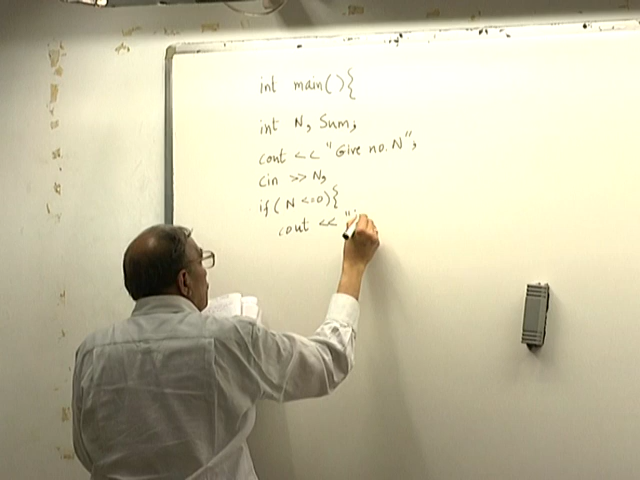 int main(){
int N, Sum;
cout << "Give no. N";
cin >> N;
if( N <=0){
cout << "